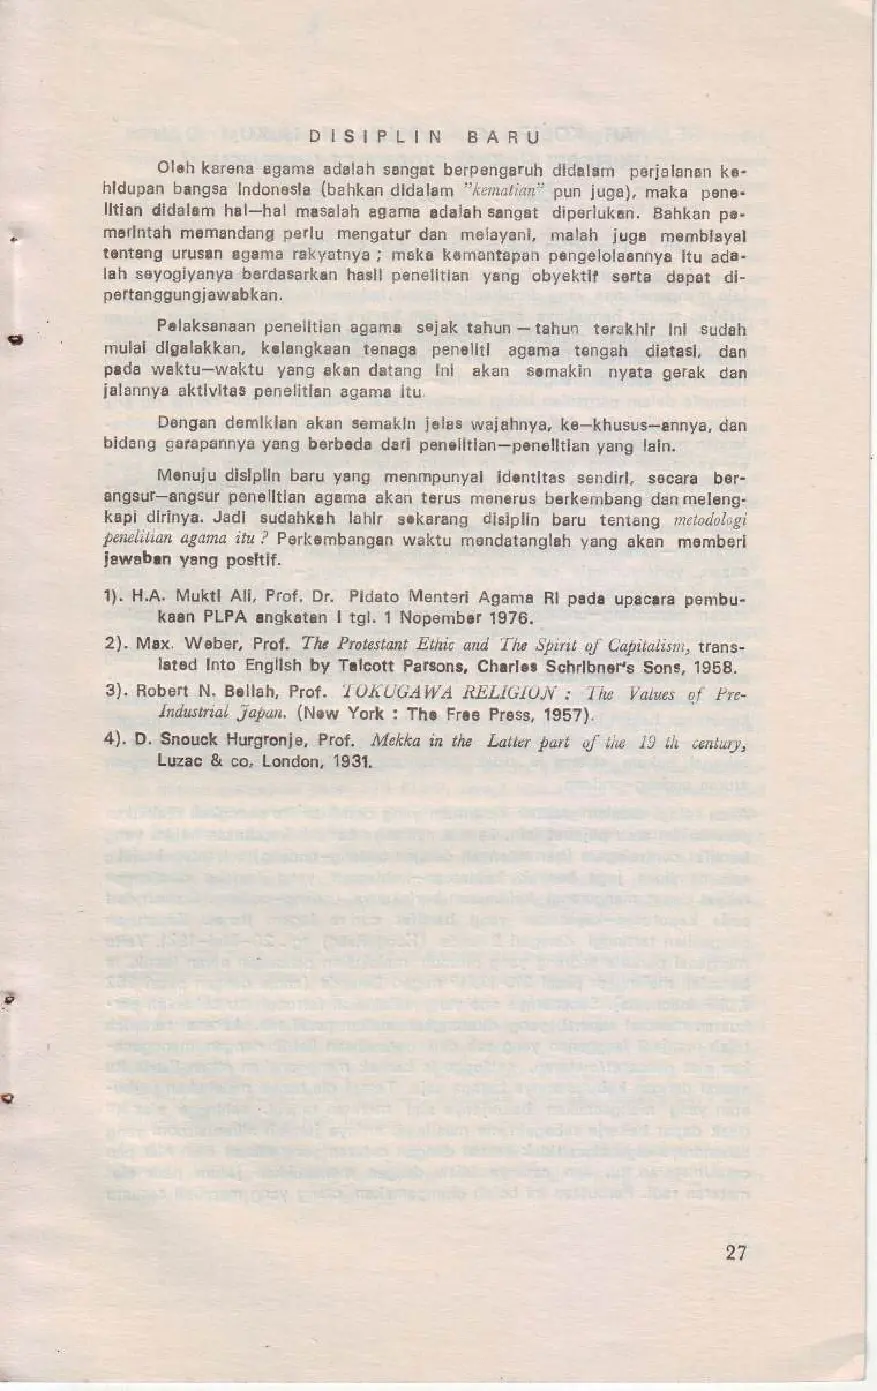 DISIPLIN BARU
Oleh karena agama adalah sangat berpengaruh didalam perjalanan ke-
hidupan bangsa Indonesia (bahkan didalam "kematian" pun juga), maka pene-
litian didalam hal—hal masalah agama adalah sangat diperlukan. Bahkan pe-
merintah memandang perlu mengatur dan melayani, malah juga membiayai
tentang urusan agama rakyatnya ; maka kemantapan pengelolaannya itu ada-
lah seyogiyanya berdasarkan hasil penelitian yang obyektif serta dapat di-
pertanggungjawabkan.
Pelaksanaan penelitian agama sejak tahun — tahun terakhir ini sudah
mulai digalakkan, kelangkaan tenaga peneliti agama tengah diatasi, dan
pada waktu—waktu yang akan datang ini akan semakin nyata gerak dan
jalannya aktivitas penelitian agama itu.
Dengan demikian akan semakin jelas wajahnya, ke—khusus—annya, dan
bidang garapannya yang berbeda dari penelitian—penelitian yang lain.
Menuju disiplin baru yang menmpunyai identitas sendiri, secara ber-
angsur—angsur penelitian agama akan terus menerus berkembang dan meleng-
kapi dirinya. Jadi sudahkah lahir sekarang disiplin baru tentang metodologi
penelitian agama itu ? Perkembangan waktu mendatanglah yang akan memberi
jawaban yang positif.
1). H.A. Mukti Ali, Prof. Dr. Pidato Menteri Agama RI pada upacara pembu-
kaan PLPA angkatan I tgl. 1 Nopember 1976.
2). Max. Weber, Prof. The Protestant Ethic and The Spirit of Capitalism, trans-
lated Into English by Talcott Parsons, Charles Schribner's Sons, 1958.
3). Robert N. Bellah, Prof. TOKUGAWA RELIGION : The Values of Pre-
Industrial Japan. (New York : The Free Press, 1957).
4). D. Snouck Hurgronje, Prof. Mekka in the Latter part of the 19 th century,
Luzac & co, London, 1931.
27